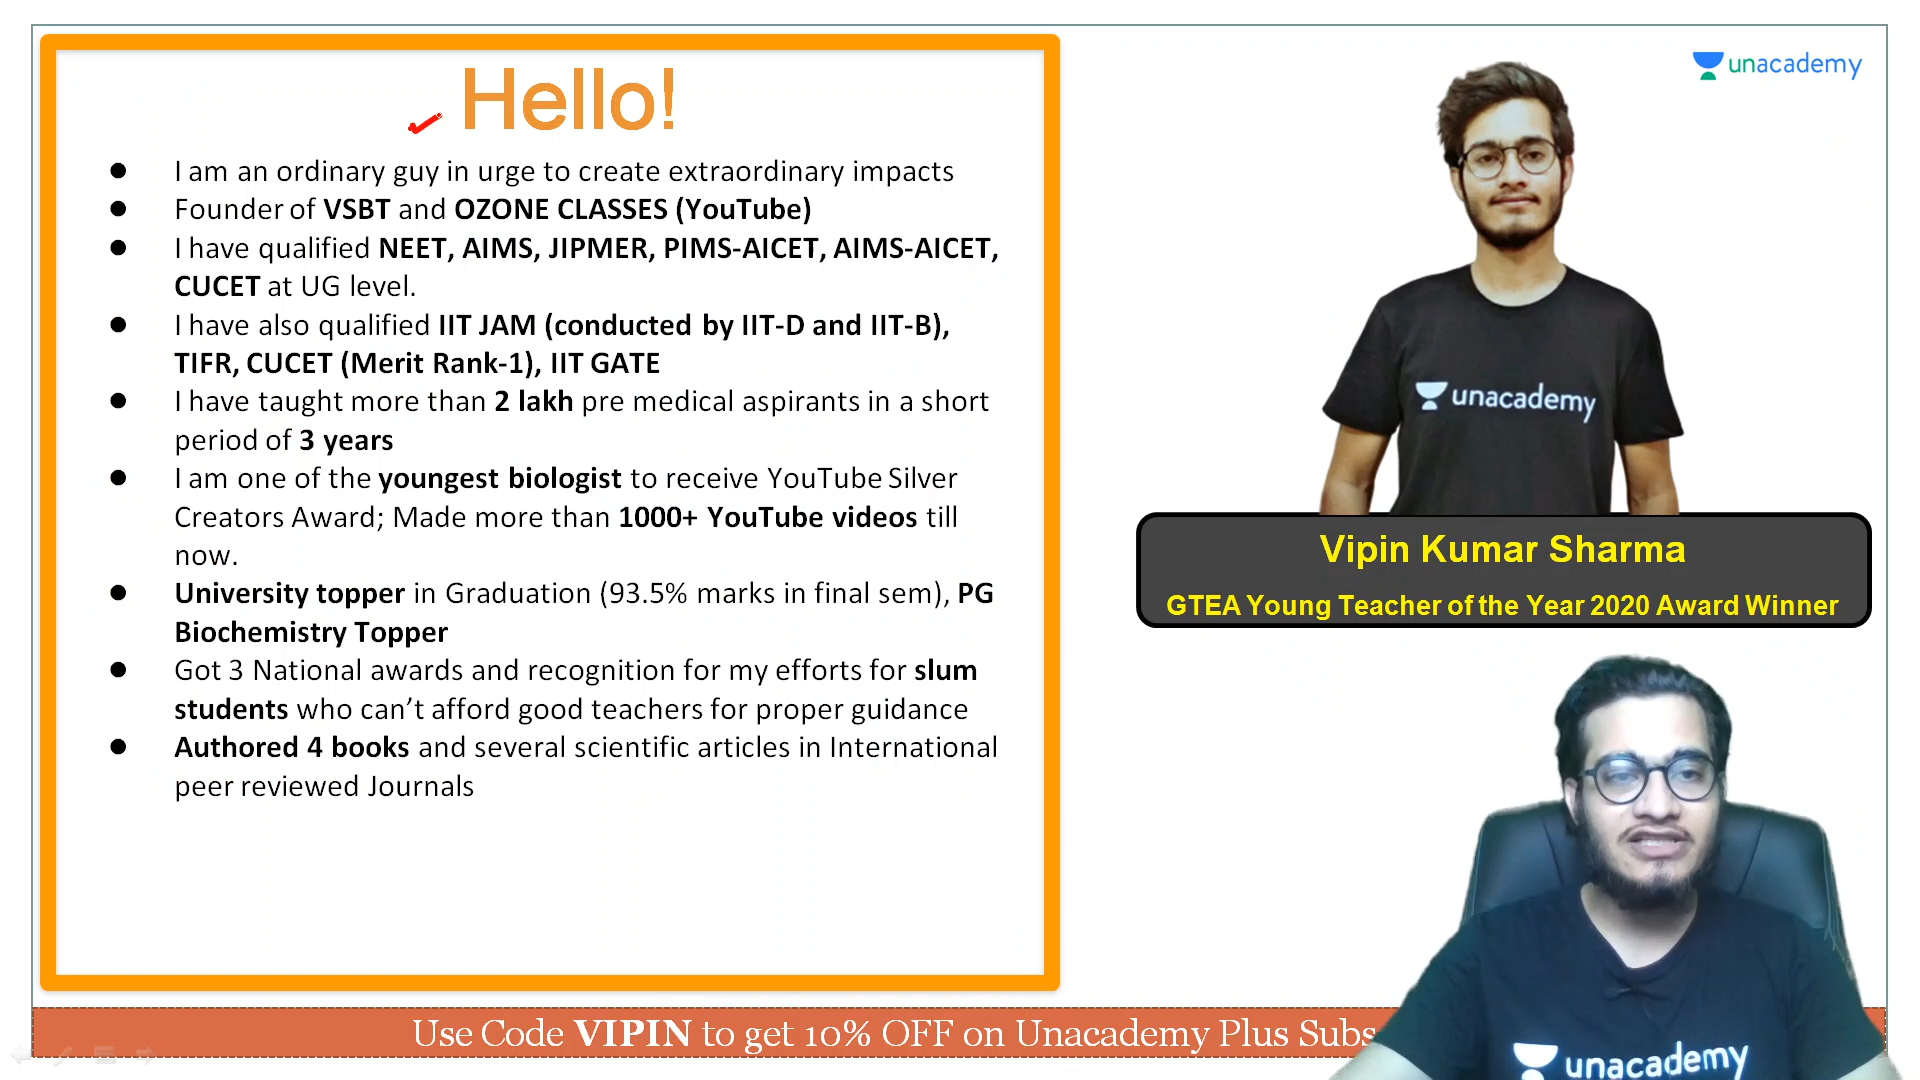 Hello!
I am an ordinary guy in urge to create extraordinary impacts
Founder of VSBT and OZONE CLASSES (YouTube)
I have qualified NEET, AIMS, JIPMER, PIMS-AICET, AIMS-AICET,
CUCET at UG level.
I have also qualified IIT JAM (conducted by IIT-D and IIT-B),
TIFR, CUCET (Merit Rank-1), IIT GATE
I have taught more than 2 lakh pre medical aspirants in a short
period of 3 years
I am one of the youngest biologist to receive YouTube Silver
Creators Award; Made more than 1000+ YouTube videos till
now.
University topper in Graduation (93.5% marks in final sem), PG
Biochemistry Topper
Got 3 National awards and recognition for my efforts for slum
students who can't afford good teachers for proper guidance
Authored 4 books and several scientific articles in International
peer reviewed Journals
unacademy
unacademy
Vipin Kumar Sharma
GTEA Young Teacher of the Year 2020 Award Winner
unacademy
Use Code VIPIN to get 10% OFF on Unacademy Plus Subs